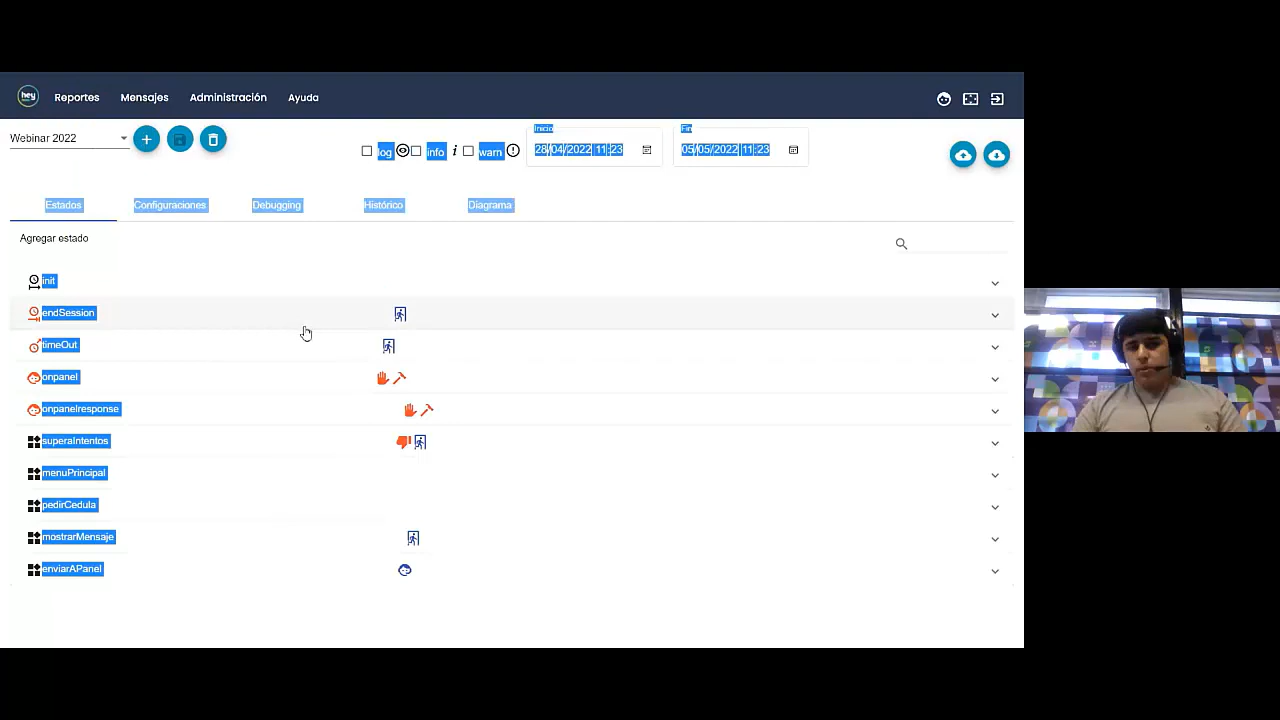 hey
Reportes Mensajes Administración Ayuda
Webinar 2022
log info i warn
Inicio
28/04/2022 11:23
Fin
05/05/2022 11:23
Estados Configuraciones Debugging Histórico Diagrama
Agregar estado
init
endSession
timeOut
onpanel
onpanelresponse
superaIntentos
menuPrincipal
pedirCedula
mostrarMensaje
enviarAPanel